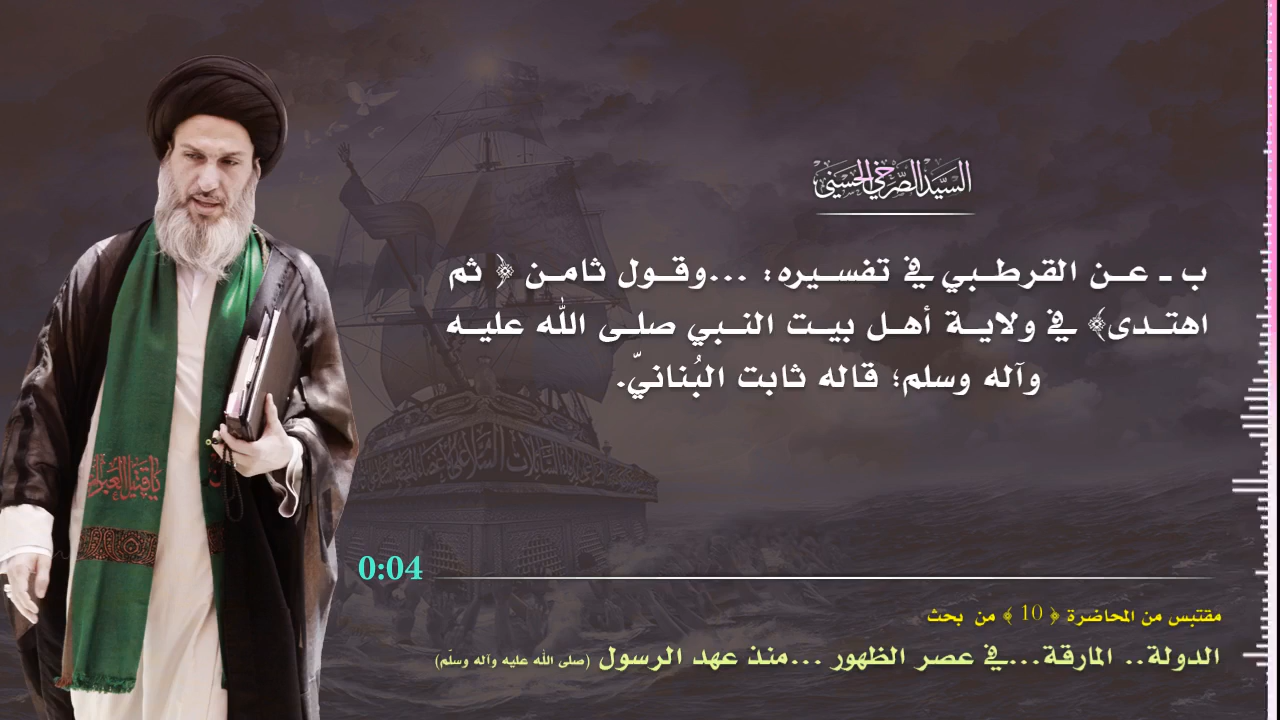 السيد الصرخي الحسني
ب ـ عن القرطبي في تفسيره: ...وقول ثامن ﴿ ثم
اهتدى﴾ في ولاية أهل بيت النبي صلى الله عليه
وآله وسلم؛ قاله ثابت البُنانيّ.
0:04
مقتبس من المحاضرة ﴿ 10 ﴾ من بحث
الدولة.. المارقة...في عصر الظهور ...منذ عهد الرسول (صلى الله عليه وآله وسلّم)